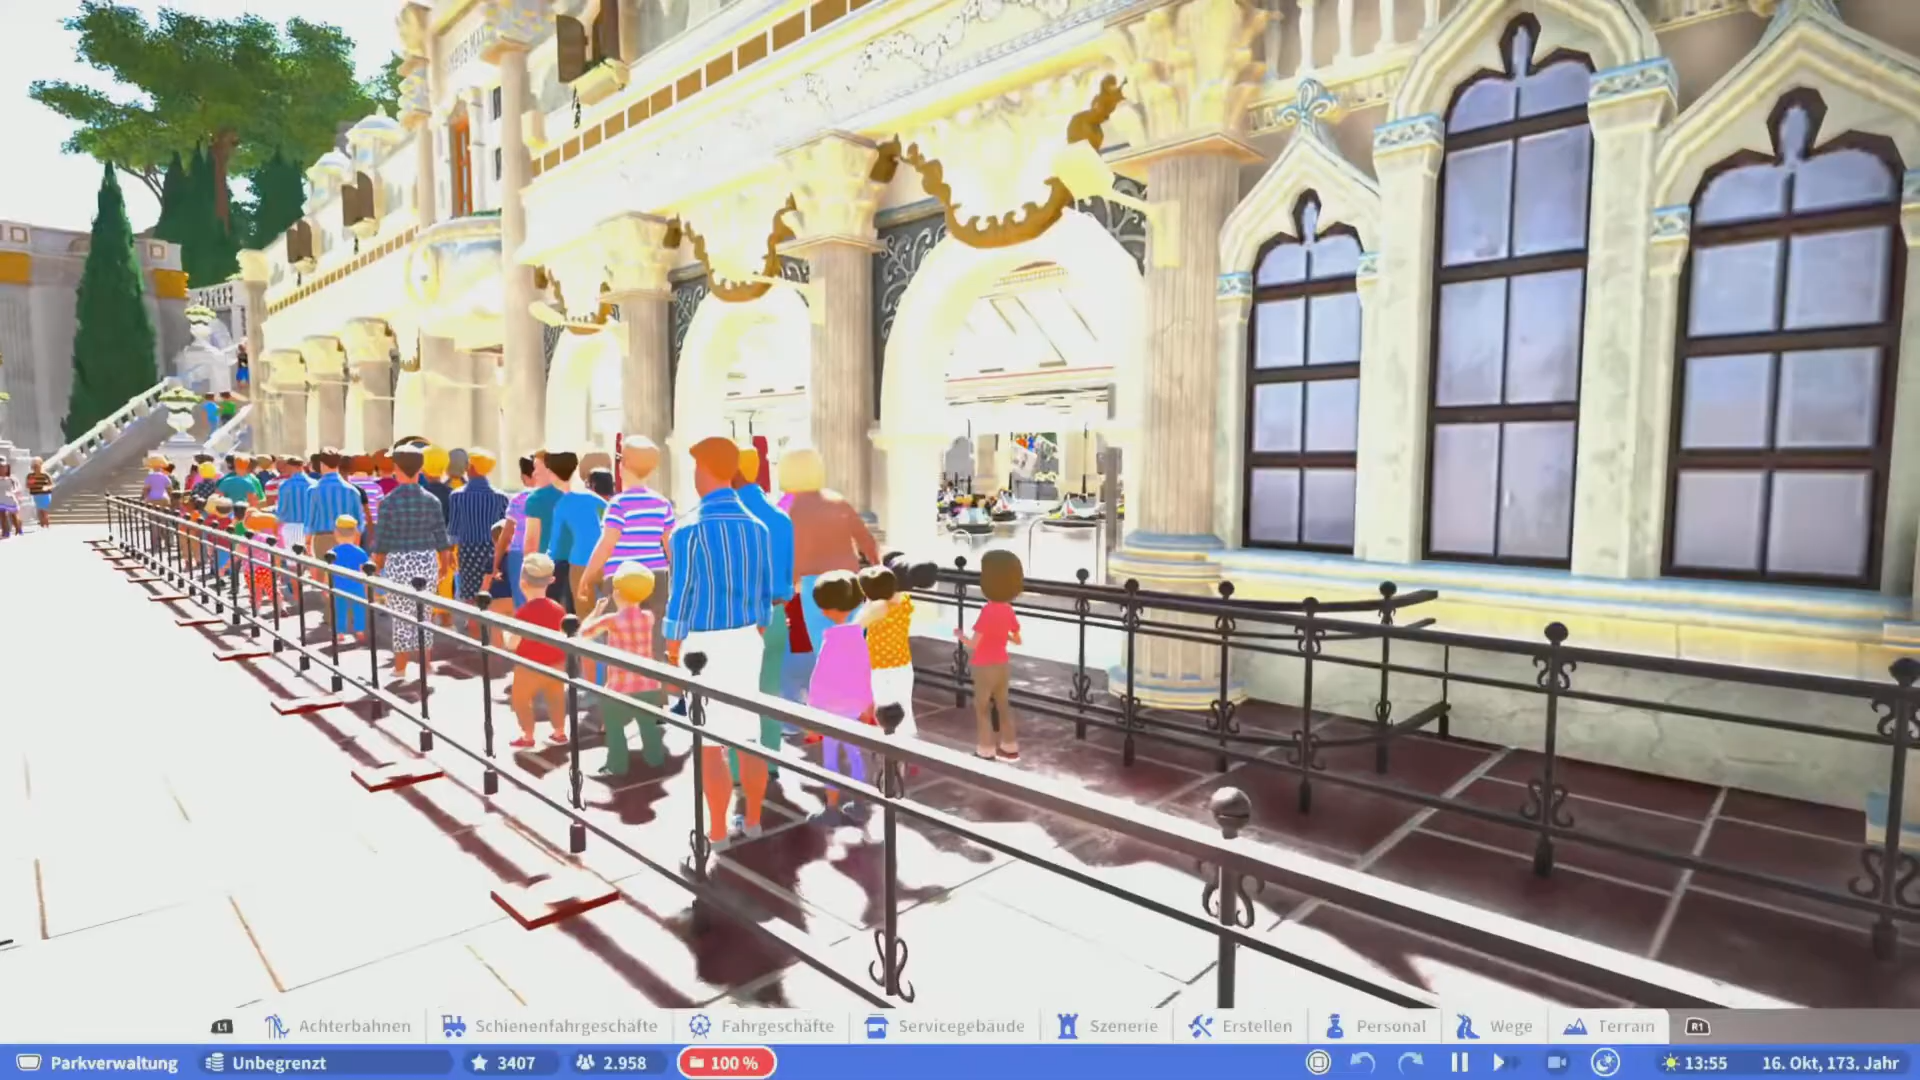 L1 Achterbahnen Schienenfahrgeschäfte Fahrgeschäfte Servicegebäude Szenerie Erstellen Personal Wege Terrain R1
Parkverwaltung Unbegrenzt 3407 2.958 100 % 13:55 16. Okt, 173. Jahr